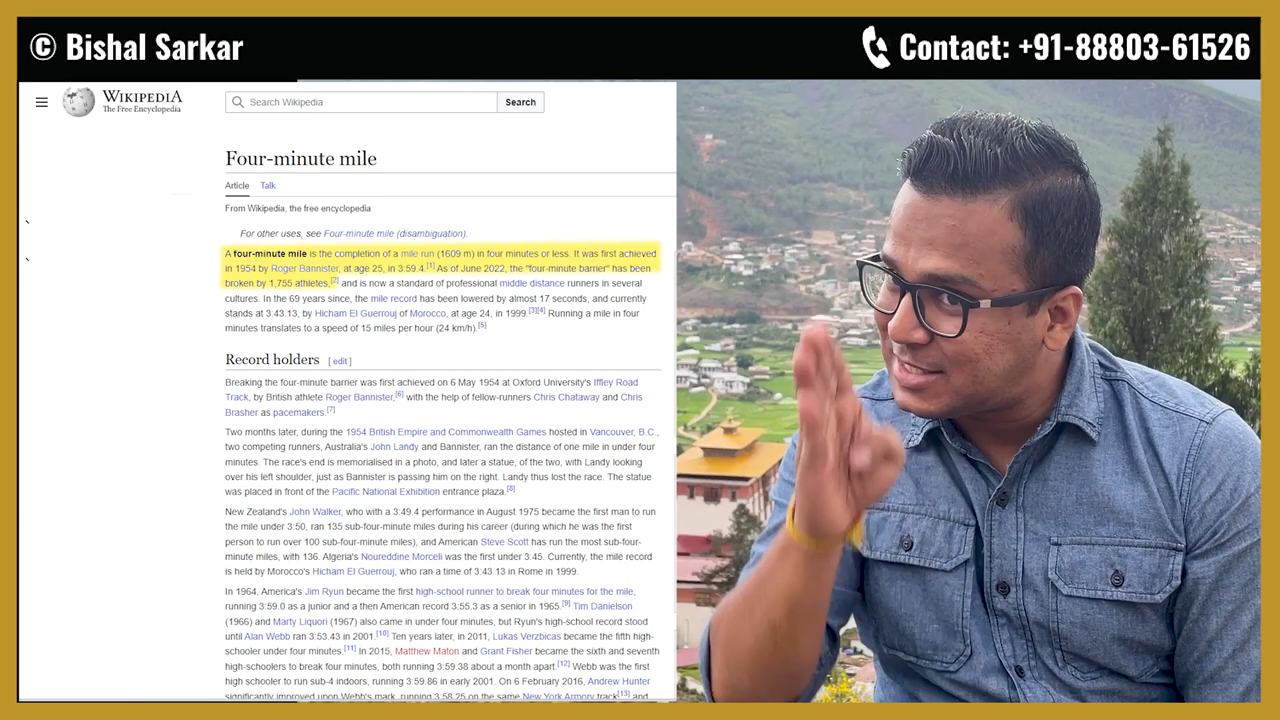 © Bishal Sarkar
Contact: +91-88803-61526
WIKIPEDIA
The Free Encyclopedia
Search Wikipedia
Search
Four-minute mile
Article Talk
From Wikipedia, the free encyclopedia
For other uses, see Four-minute mile (disambiguation).
A four-minute mile is the completion of a mile run (1609 m) in four minutes or less. It was first achieved
in 1954 by Roger Bannister, at age 25, in 3:59.4.[1] As of June 2022, the "four-minute barrier" has been
broken by 1,755 athletes,[2] and is now a standard of professional middle distance runners in several
cultures. In the 69 years since, the mile record has been lowered by almost 17 seconds, and currently
stands at 3:43.13, by Hicham El Guerrouj of Morocco, at age 24, in 1999.[3][4] Running a mile in four
minutes translates to a speed of 15 miles per hour (24 km/h).[5]
Record holders [ edit ]
Breaking the four-minute barrier was first achieved on 6 May 1954 at Oxford University's Iffley Road
Track, by British athlete Roger Bannister,[6] with the help of fellow-runners Chris Chataway and Chris
Brasher as pacemakers.[7]
Two months later, during the 1954 British Empire and Commonwealth Games hosted in Vancouver, B.C.,
two competing runners, Australia's John Landy and Bannister, ran the distance of one mile in under four
minutes. The race's end is memorialised in a photo, and later a statue, of the two, with Landy looking
over his left shoulder, just as Bannister is passing him on the right. Landy thus lost the race. The statue
was placed in front of the Pacific National Exhibition entrance plaza.[8]
New Zealand's John Walker, who with a 3:49.4 performance in August 1975 became the first man to run
the mile under 3:50, ran 135 sub-four-minute miles during his career (during which he was the first
person to run over 100 sub-four-minute miles), and American Steve Scott has run the most sub-four-
minute miles, with 136. Algeria's Noureddine Morceli was the first under 3:45. Currently, the mile record
is held by Morocco's Hicham El Guerrouj, who ran a time of 3:43.13 in Rome in 1999.
In 1964, America's Jim Ryun became the first high-school runner to break four minutes for the mile,
running 3:59.0 as a junior and a then American record 3:55.3 as a senior in 1965.[9] Tim Danielson
(1966) and Marty Liquori (1967) also came in under four minutes, but Ryun's high-school record stood
until Alan Webb ran 3:53.43 in 2001.[10] Ten years later, in 2011, Lukas Verzbicas became the fifth high-
schooler under four minutes.[11] In 2015, Matthew Maton and Grant Fisher became the sixth and seventh
high-schoolers to break four minutes, both running 3:59.38 about a month apart.[12] Webb was the first
high schooler to run sub-4 indoors, running 3:59.86 in early 2001. On 6 February 2016, Andrew Hunter
significantly improved upon Webb's mark, running 3:58.25 on the same New York Armory track[13] and